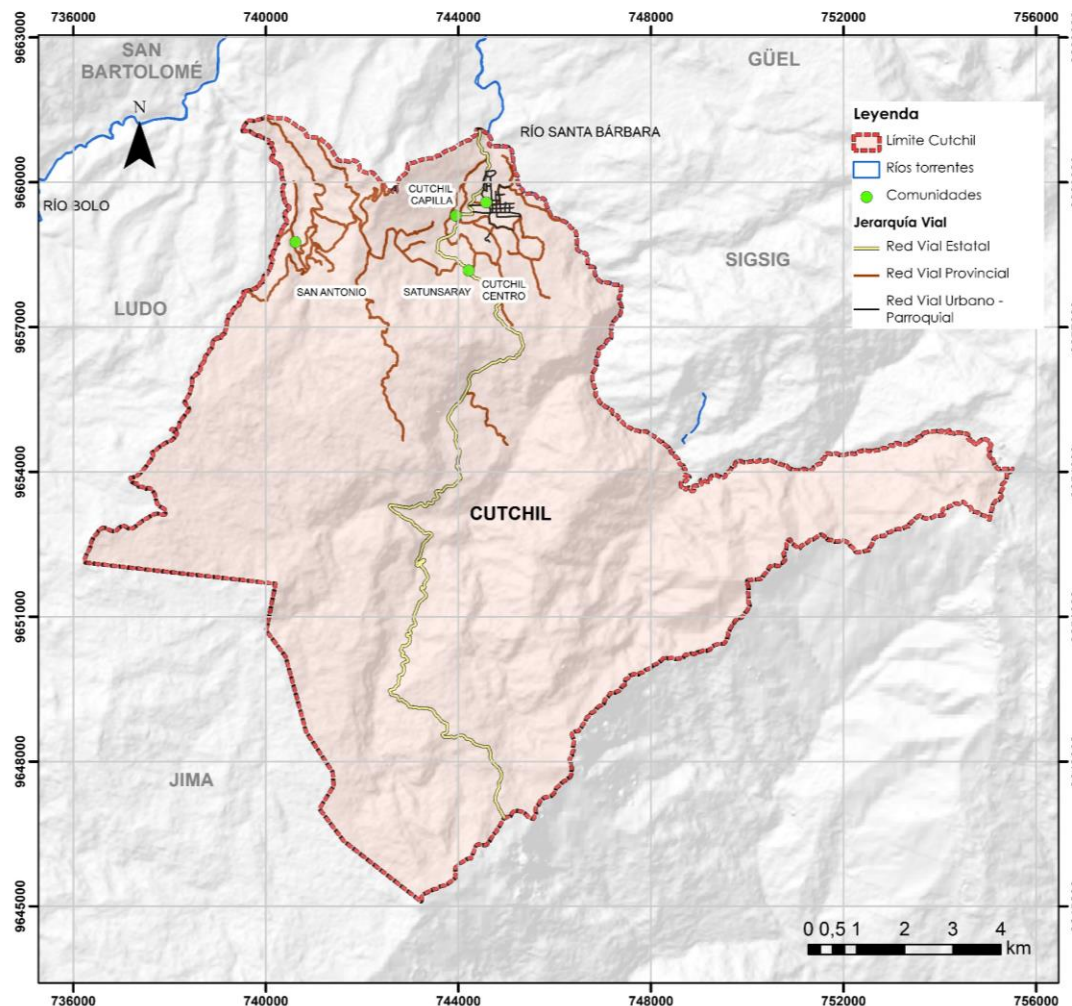 736000 740000 744000 748000 752000 756000
9663000
SAN
BARTOLOMÉ
GÜEL
N
RÍO SANTA BÁRBARA
Leyenda
Límite Cutchil
Ríos torrentes
Comunidades
Jerarquía Vial
Red Vial Estatal
Red Vial Provincial
Red Vial Urbano -
Parroquial
9660000
CUTCHIL
CAPILLA
RÍO BOLO
SIGSIG
SAN ANTONIO
SATUNSARAY
CUTCHIL
CENTRO
LUDO
9657000
9654000
CUTCHIL
9651000
JIMA
9648000
9645000
0 0,5 1 2 3 4
km
736000 740000 744000 748000 752000 756000